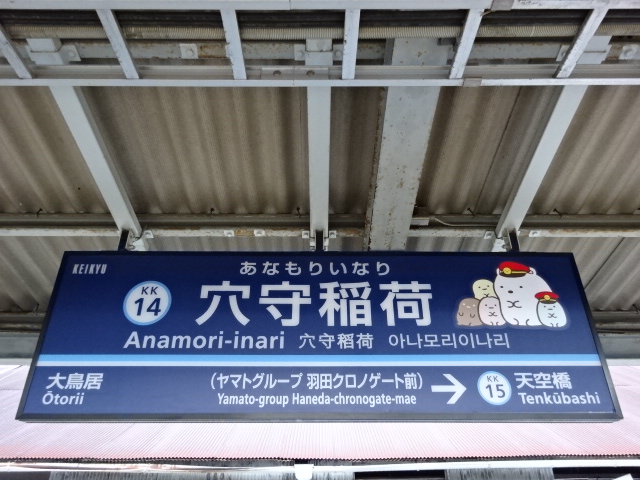 KEIKYU
あなもりいなり
KK
14
穴守稲荷
Anamori-inari 穴守稲荷 아나모리이나리
大鳥居
Ōtorii
(ヤマトグループ 羽田クロノゲート前)
Yamato-group Haneda-chronogate-mae
KK
15
天空橋
Tenkūbashi